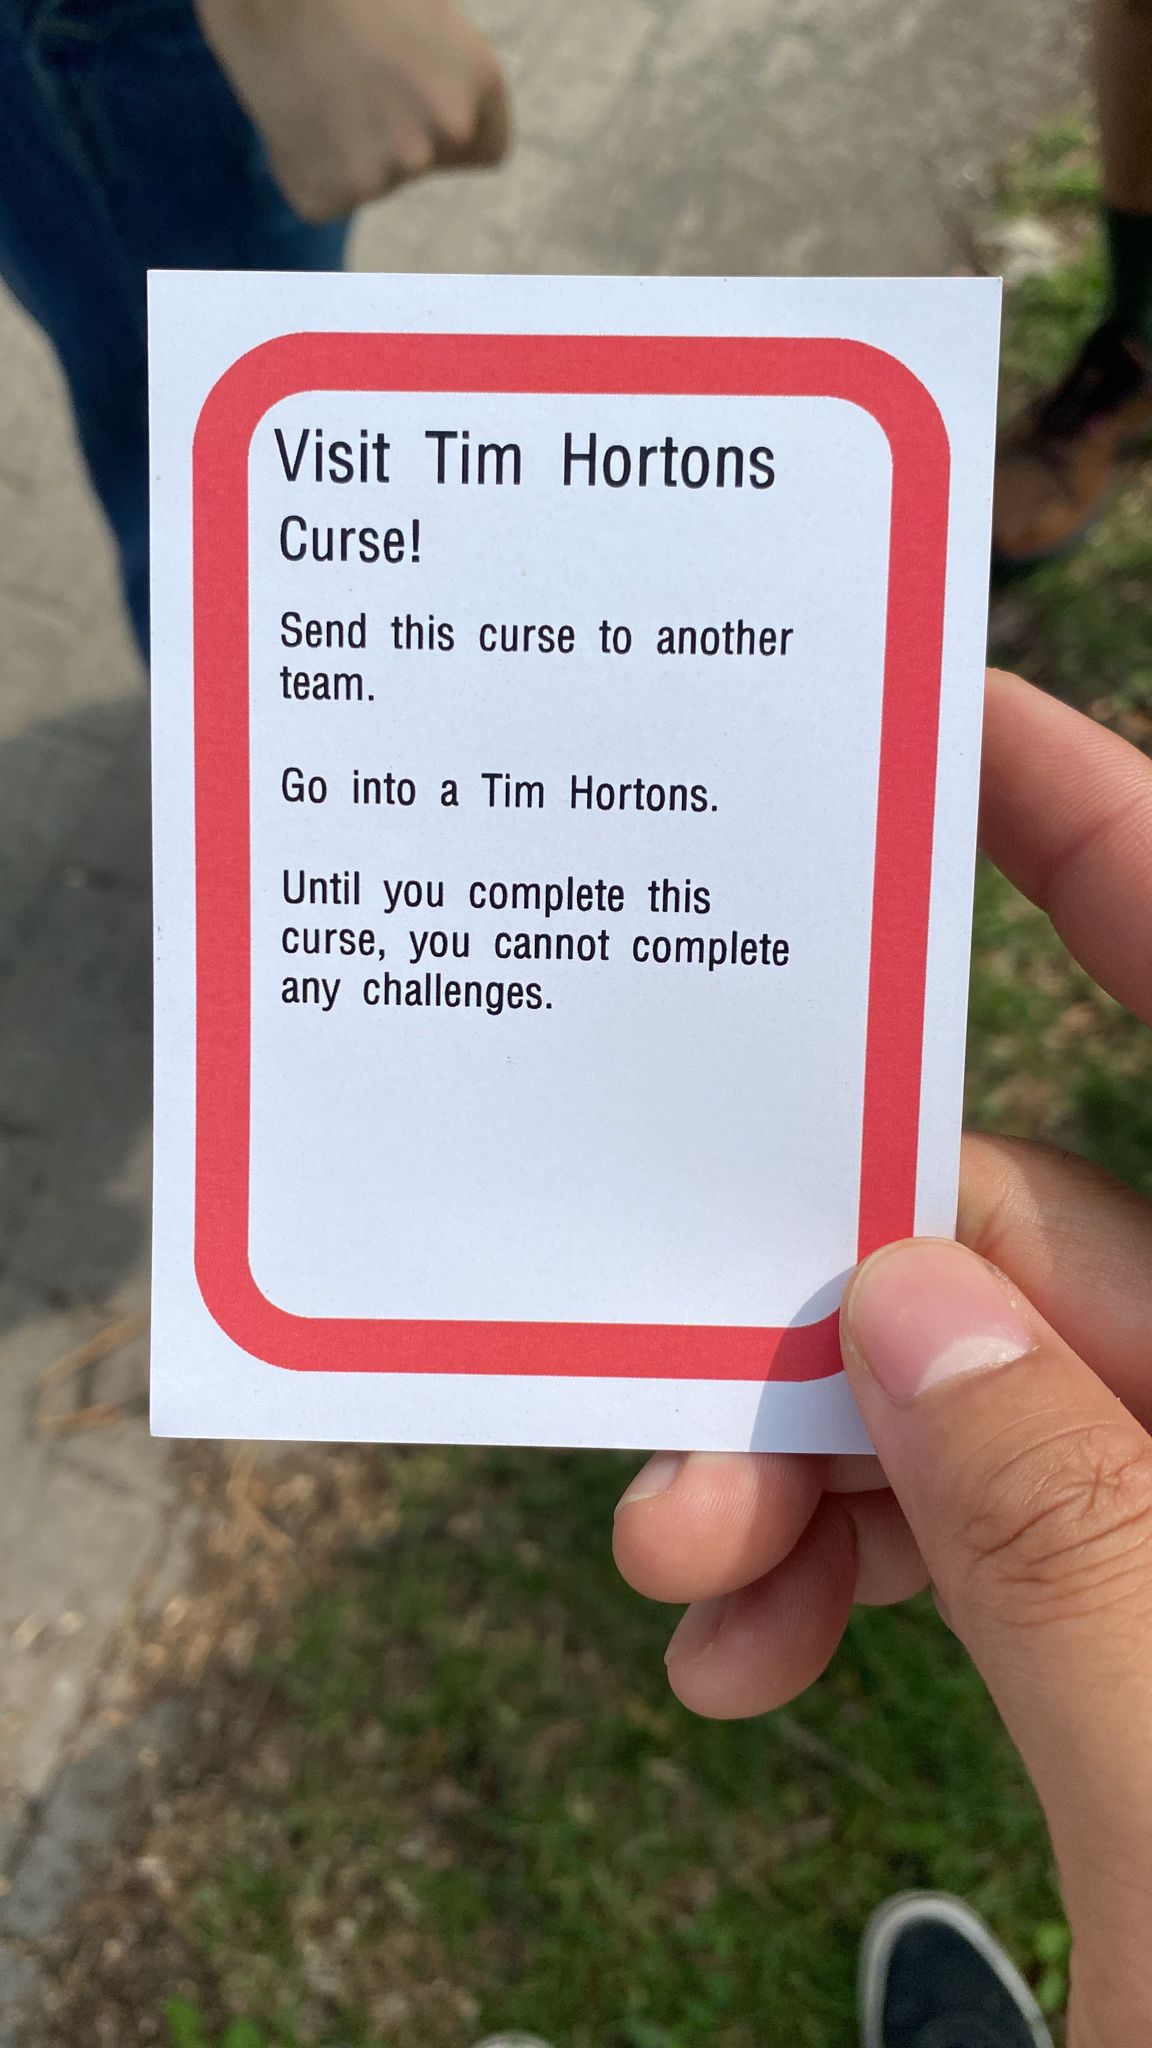 Visit Tim Hortons
Curse!
Send this curse to another
team.
Go into a Tim Hortons.
Until you complete this
curse, you cannot complete
any challenges.